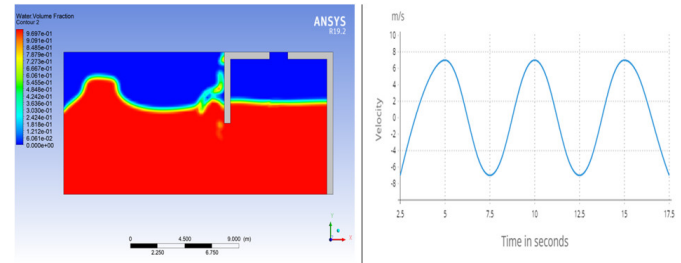 Water.Volume Fraction
Contour 2
9.697e-01
9.091e-01
8.485e-01
7.879e-01
7.273e-01
6.667e-01
6.061e-01
5.455e-01
4.848e-01
4.242e-01
3.636e-01
3.030e-01
2.424e-01
1.818e-01
1.212e-01
6.061e-02
0.000e+00
ANSYS
R19.2
0 4.500 9.000 (m)
2.250 6.750
m/s
10
8
6
4
2
0
-2
-4
-6
-8
Velocity
2.5 5 7.5 10 12.5 15 17.5
Time in seconds